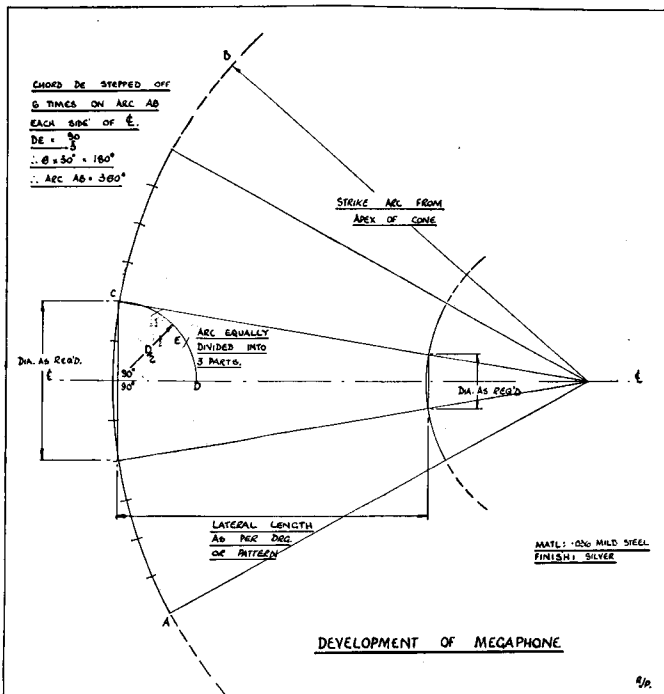 B
CHORD DE STEPPED OFF
6 TIMES ON ARC AB
EACH SIDE OF ℄.
DE = 90/3
∴ 6 x 30° = 180°
∴ ARC AB = 360°
STRIKE ARC FROM
APEX OF CONE
C
DIA. AS REQ'D.
℄
ARC EQUALLY
DIVIDED INTO
3 PARTS.
E
D/2
90°
90°
D
DIA. AS REQ'D
℄
LATERAL LENGTH
AS PER DRG.
OR PATTERN
MATL: .036 MILD STEEL
FINISH: SILVER
A
DEVELOPMENT OF MEGAPHONE